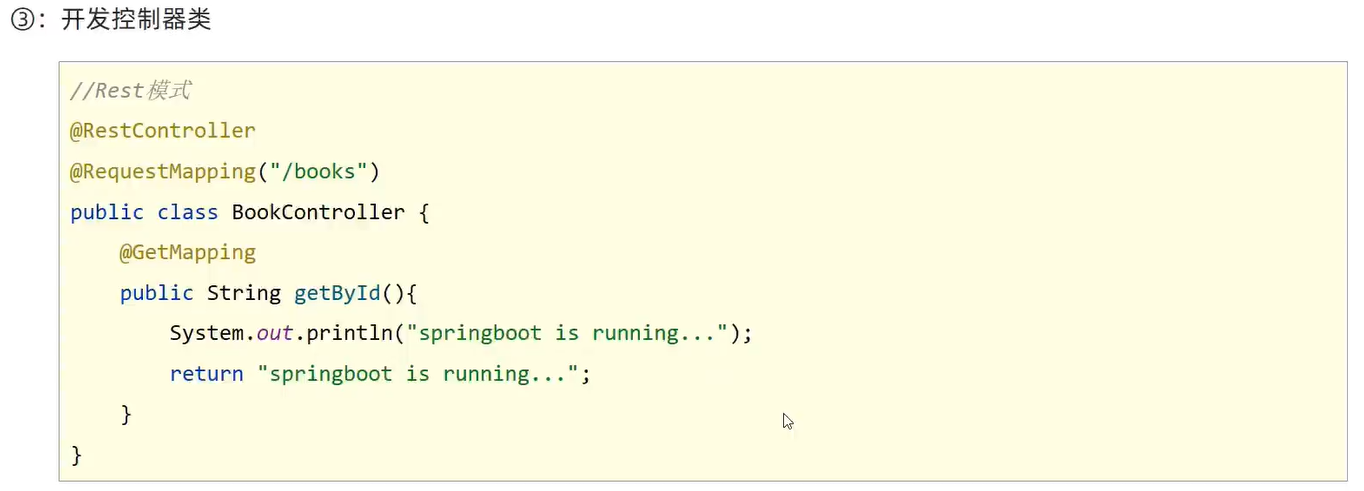 ③：开发控制器类
//Rest模式
@RestController
@RequestMapping("/books")
public class BookController {
    @GetMapping
    public String getById(){
        System.out.println("springboot is running...");
        return "springboot is running...";
    }
}